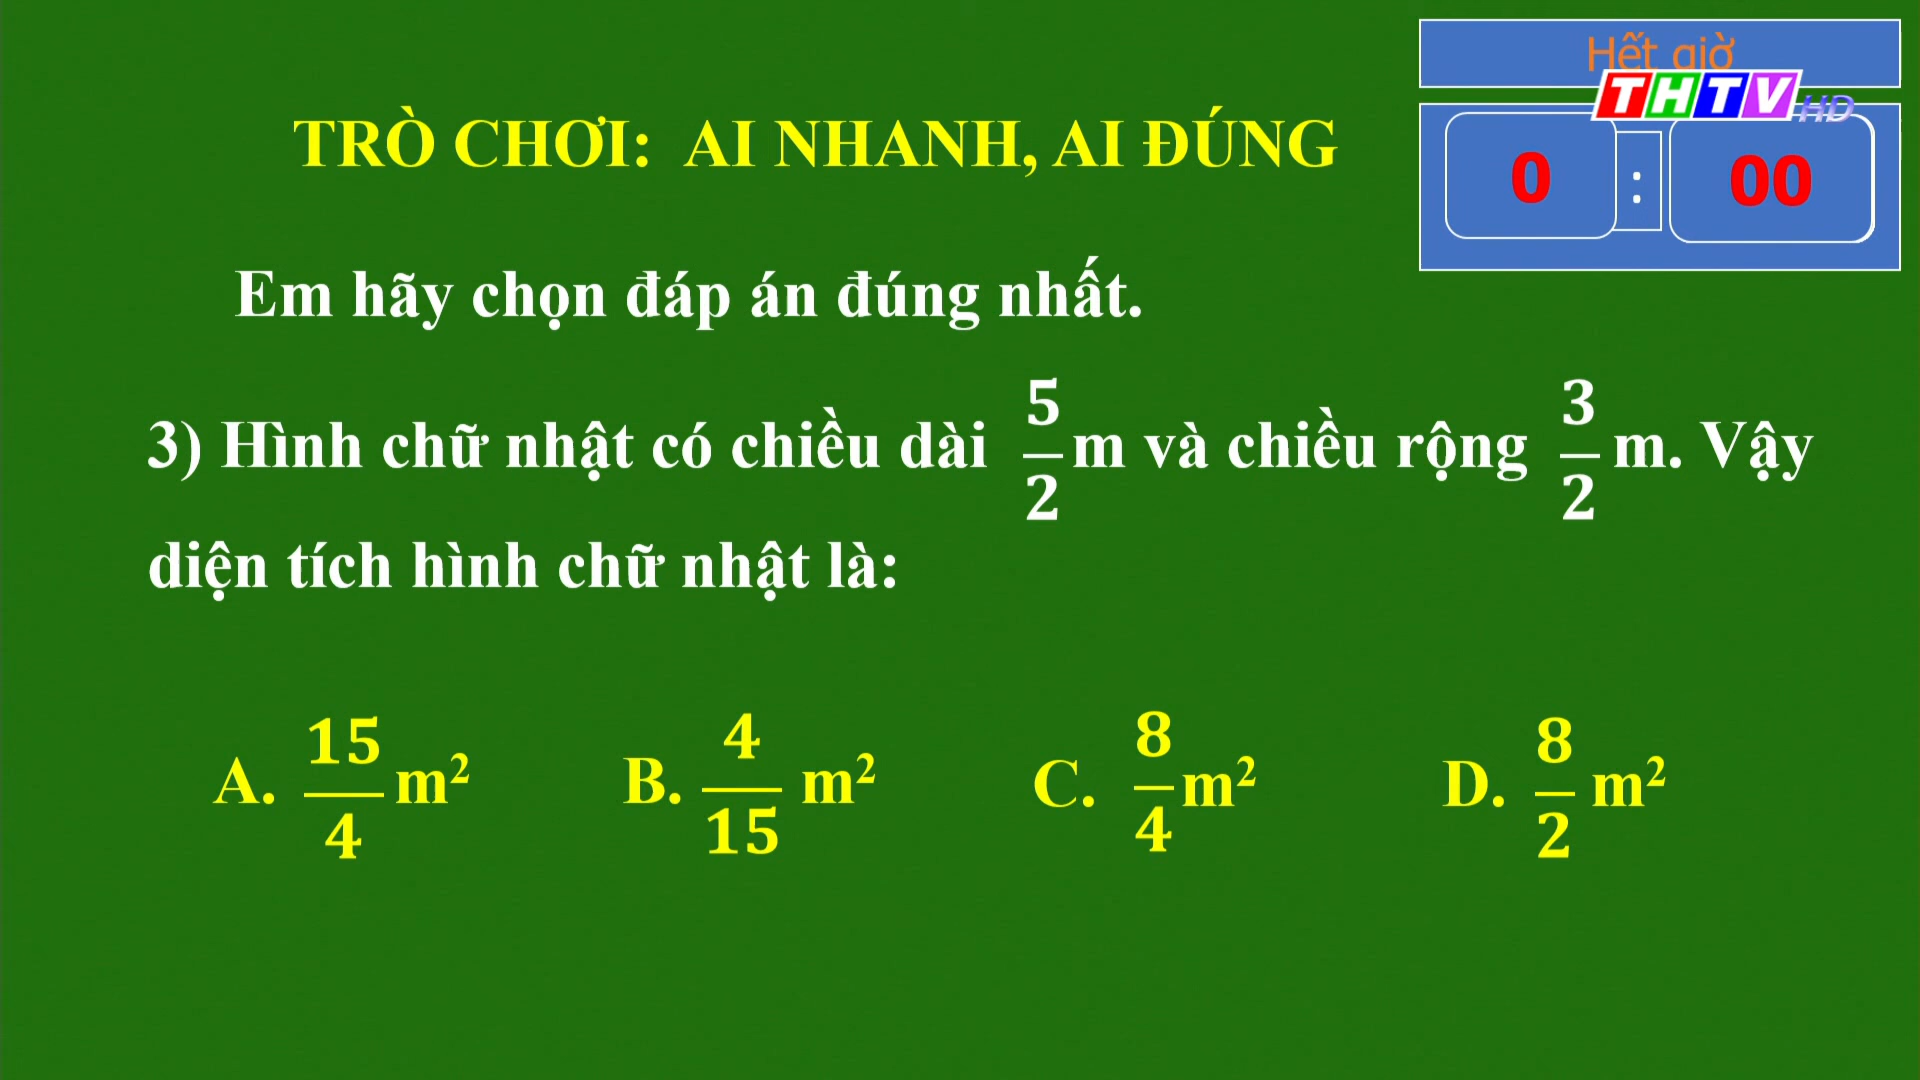 Hết giờ
THTV HD
TRÒ CHƠI: AI NHANH, AI ĐÚNG
0 : 00
Em hãy chọn đáp án đúng nhất.
3) Hình chữ nhật có chiều dài 5/2 m và chiều rộng 3/2 m. Vậy
diện tích hình chữ nhật là:
A. 15/4 m² B. 4/15 m² C. 8/4 m² D. 8/2 m²